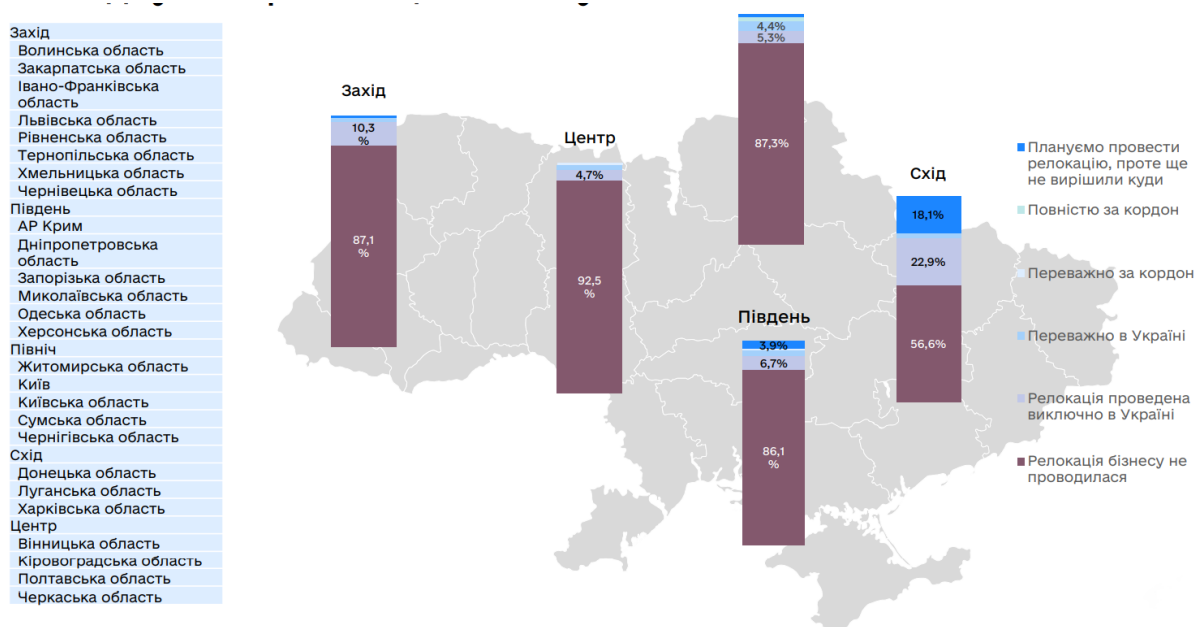 Захід
Волинська область
Закарпатська область
Івано-Франківська
область
Львівська область
Рівненська область
Тернопільська область
Хмельницька область
Чернівецька область
Південь
АР Крим
Дніпропетровська
область
Запорізька область
Миколаївська область
Одеська область
Херсонська область
Північ
Житомирська область
Київ
Київська область
Сумська область
Чернігівська область
Схід
Донецька область
Луганська область
Харківська область
Центр
Вінницька область
Кіровоградська область
Полтавська область
Черкаська область
Захід
10,3
%
87,1
%
Центр
4,7%
92,5
%
4,4%
5,3%
87,3%
Південь
3,9%
6,7%
86,1
%
Схід
18,1%
22,9%
56,6%
Плануємо провести
релокацію, проте ще
не вирішили куди
Повністю за кордон
Переважно за кордон
Переважно в Україні
Релокація проведена
виключно в Україні
Релокація бізнесу не
проводилася